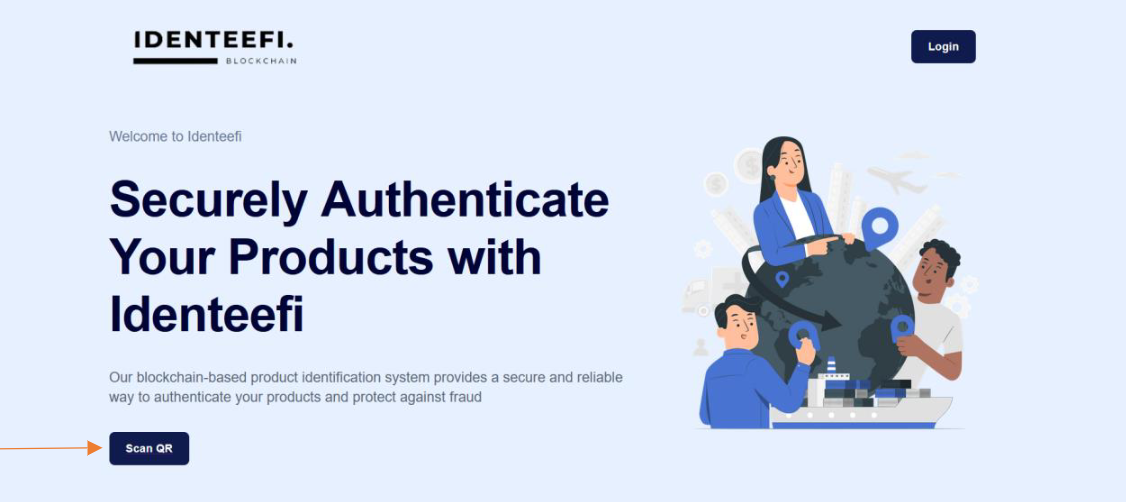 IDENTEEFI.
BLOCKCHAIN
Login
Welcome to Identeefi
Securely Authenticate
Your Products with
Identeefi
Our blockchain-based product identification system provides a secure and reliable
way to authenticate your products and protect against fraud
Scan QR